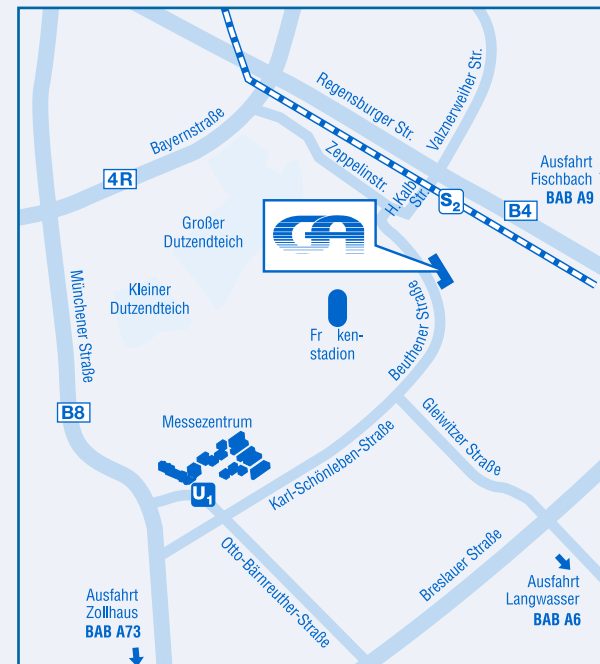 Regensburger Str.
Valznerweiher Str.
Bayernstraße
Zeppelinstr.
H.Kalb
Str.
Ausfahrt
Fischbach
BAB A9
4R
S2
B4
Großer
Dutzendteich
GA
Kleiner
Dutzendteich
Münchener Straße
Fr ken-
stadion
Beuthener Straße
B8
Messezentrum
Gleiwitzer Straße
Karl-Schönleben-Straße
U1
Otto-Bärnreuther-Straße
Breslauer Straße
Ausfahrt
Langwasser
BAB A6
Ausfahrt
Zollhaus
BAB A73